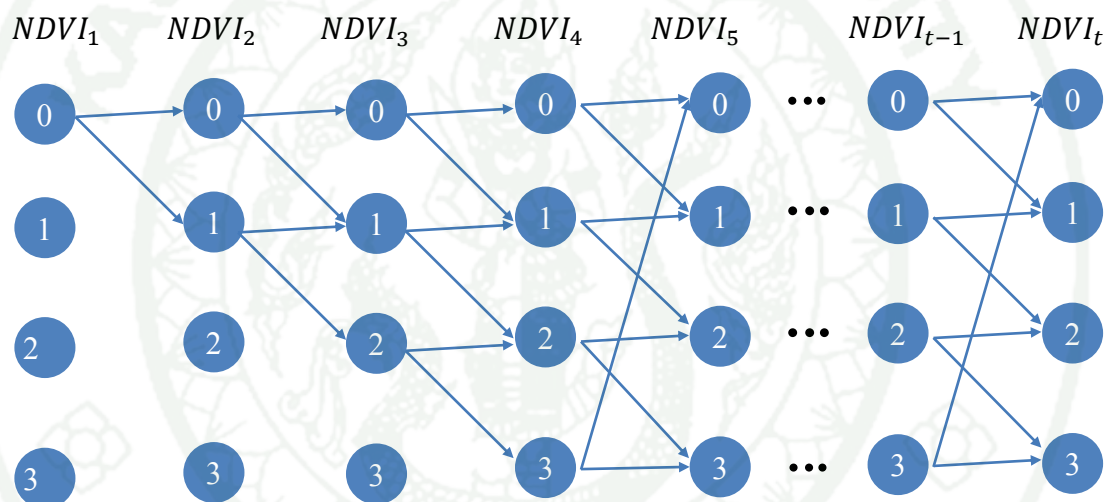 NDVI₁ NDVI₂ NDVI₃ NDVI₄ NDVI₅ NDVIₜ₋₁ NDVIₜ
0 0 0 0 0 ••• 0 0
1 1 1 1 1 ••• 1 1
2 2 2 2 2 ••• 2 2
3 3 3 3 3 ••• 3 3